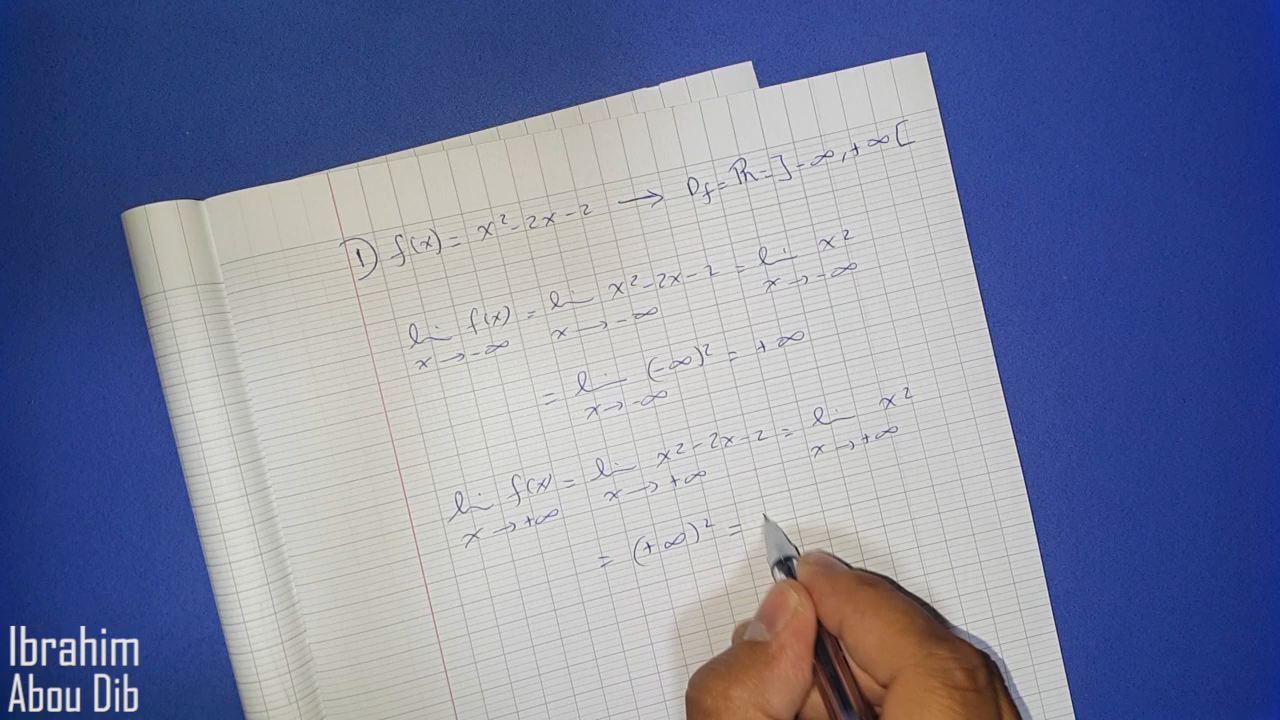 1) f(x) = x² - 2x - 2 → Df = ℝ = ]-∞, +∞[
lim f(x) = lim x² - 2x - 2 = lim x²
x → -∞ x → -∞ x → -∞
= lim (-∞)² = +∞
x → -∞
lim f(x) = lim x² - 2x - 2 = lim x²
x → +∞ x → +∞ x → +∞
= (+∞)² =
Ibrahim
Abou Dib